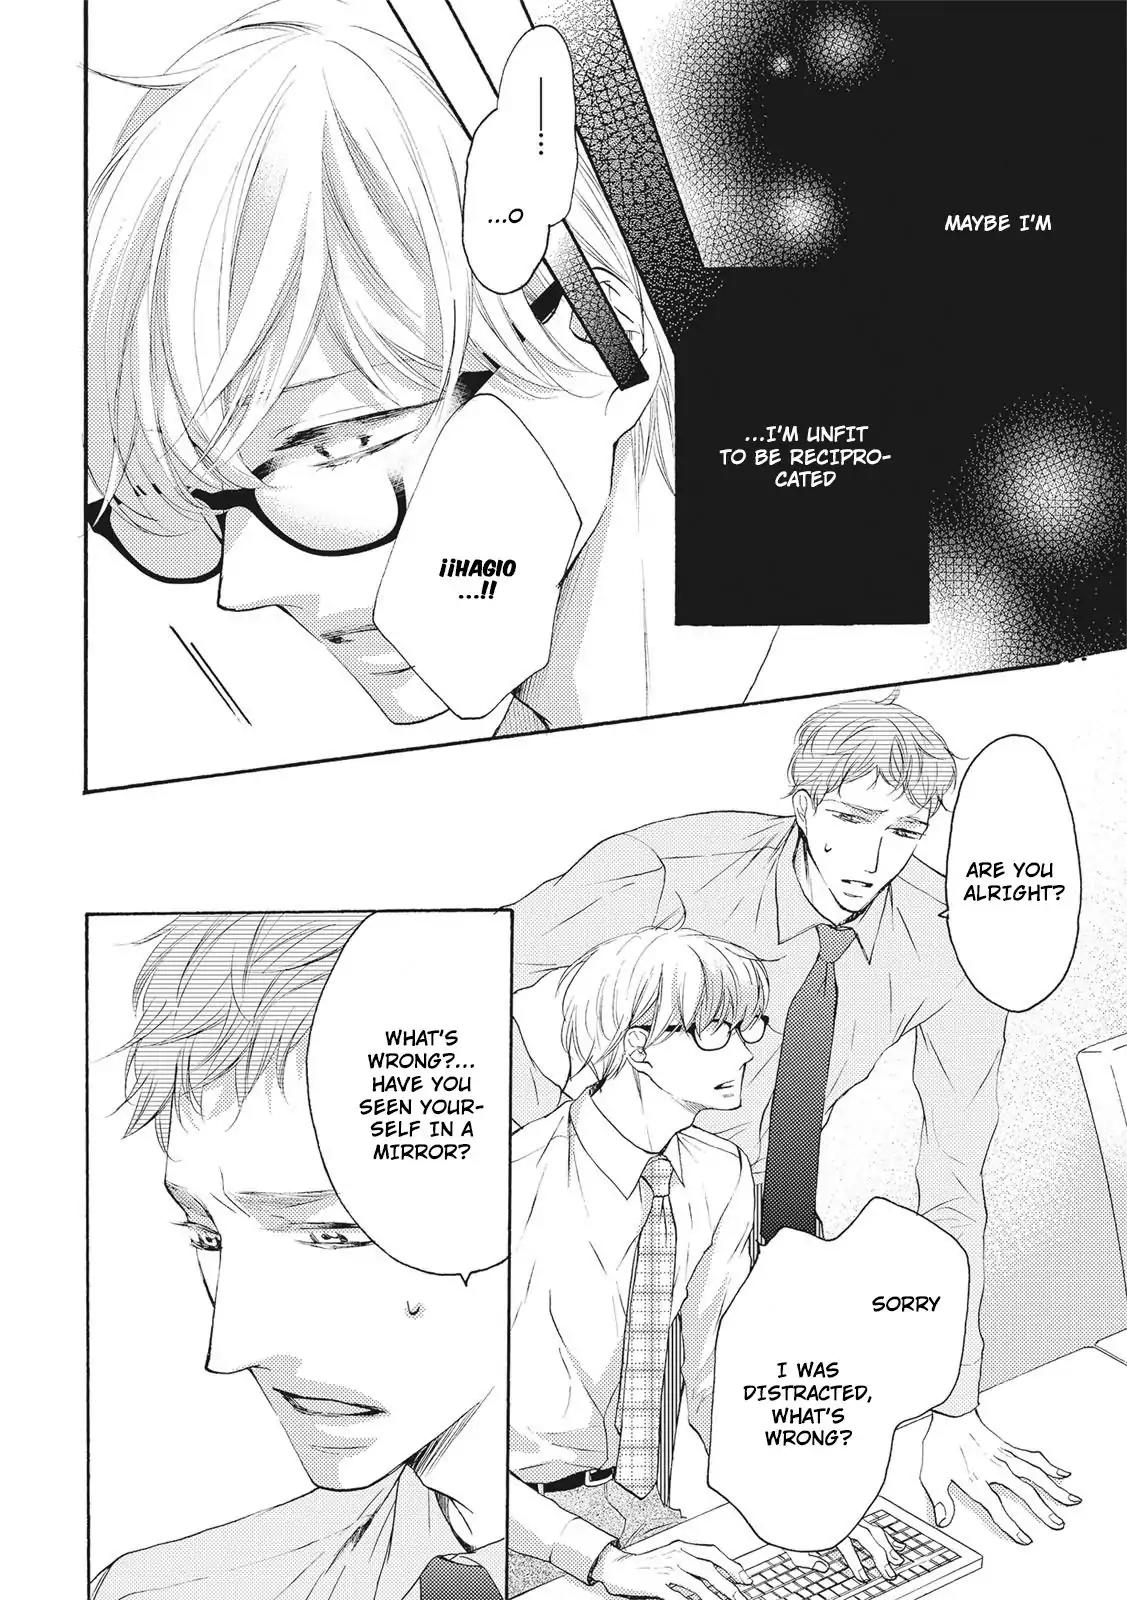 MAYBE I'M
...I'M UNFIT
TO BE RECIPRO-
CATED
...O
¡¡HAGIO
...!!
ARE YOU
ALRIGHT?
SORRY
I WAS
DISTRACTED,
WHAT'S
WRONG?
WHAT'S
WRONG?...
HAVE YOU
SEEN YOUR-
SELF IN A
MIRROR?